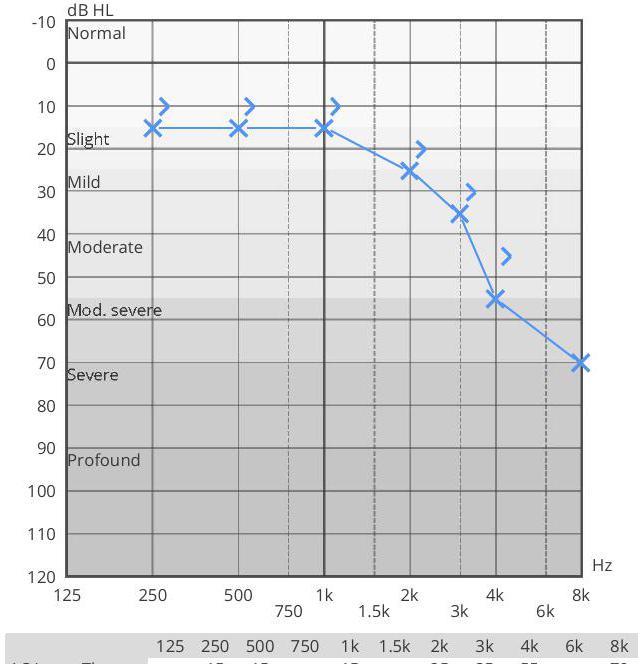 dB HL
-10
Normal
0
10
Slight
20
Mild
30
40
Moderate
50
Mod. severe
60
70
Severe
80
90
Profound
100
110
120
Hz
125 250 500 1k 2k 4k 8k
750 1.5k 3k 6k
125 250 500 750 1k 1.5k 2k 3k 4k 6k 8k